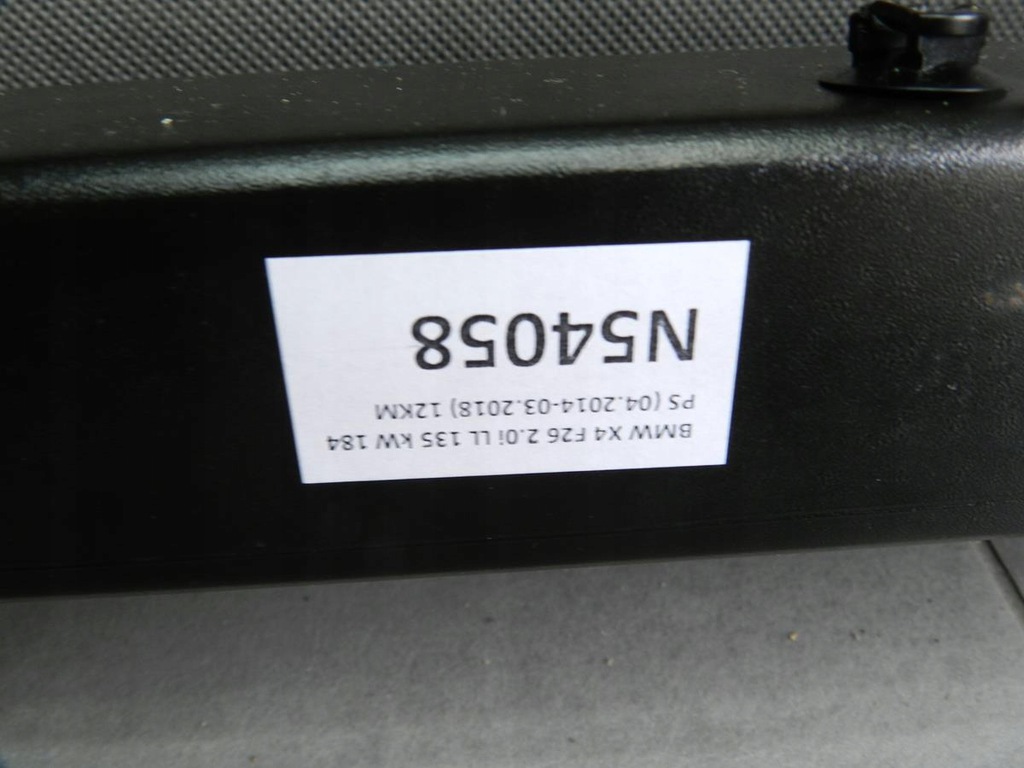 BMW X4 F26 2.0i LL 135 kW 184
PS (04.2014-03.2018) 12KM
N54058